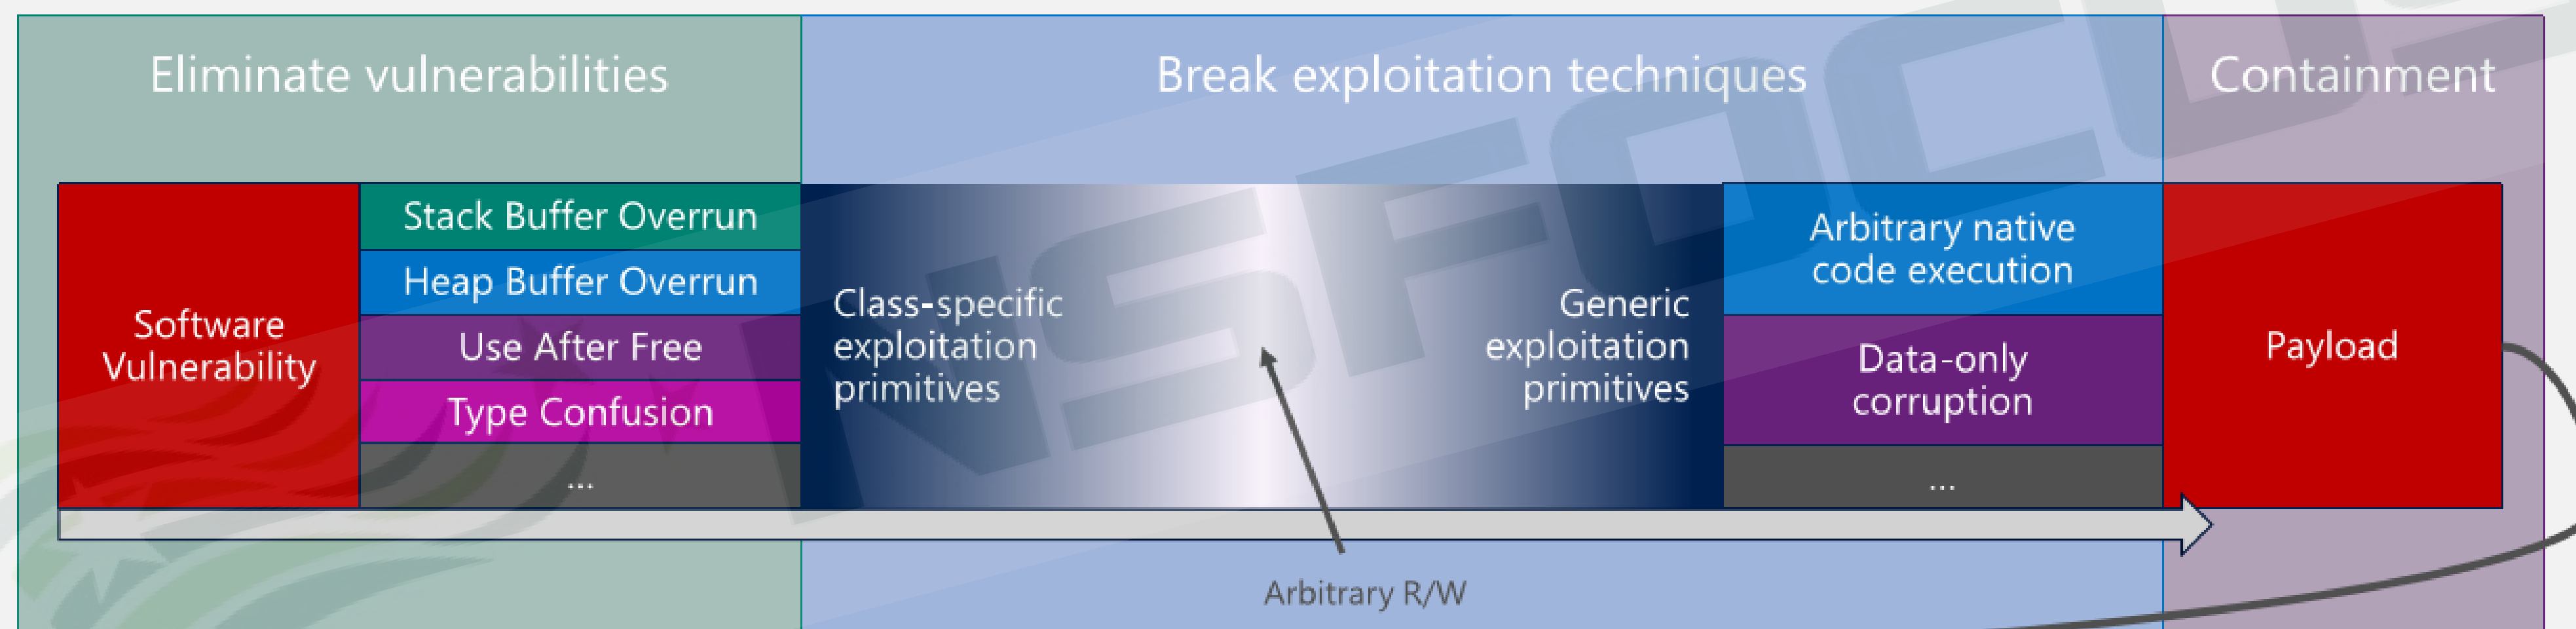 Eliminate vulnerabilities
Break exploitation techniques
Containment
Software
Vulnerability
Stack Buffer Overrun
Heap Buffer Overrun
Use After Free
Type Confusion
...
Class-specific
exploitation
primitives
Generic
exploitation
primitives
Arbitrary native
code execution
Data-only
corruption
...
Payload
Arbitrary R/W
NSFOCUS